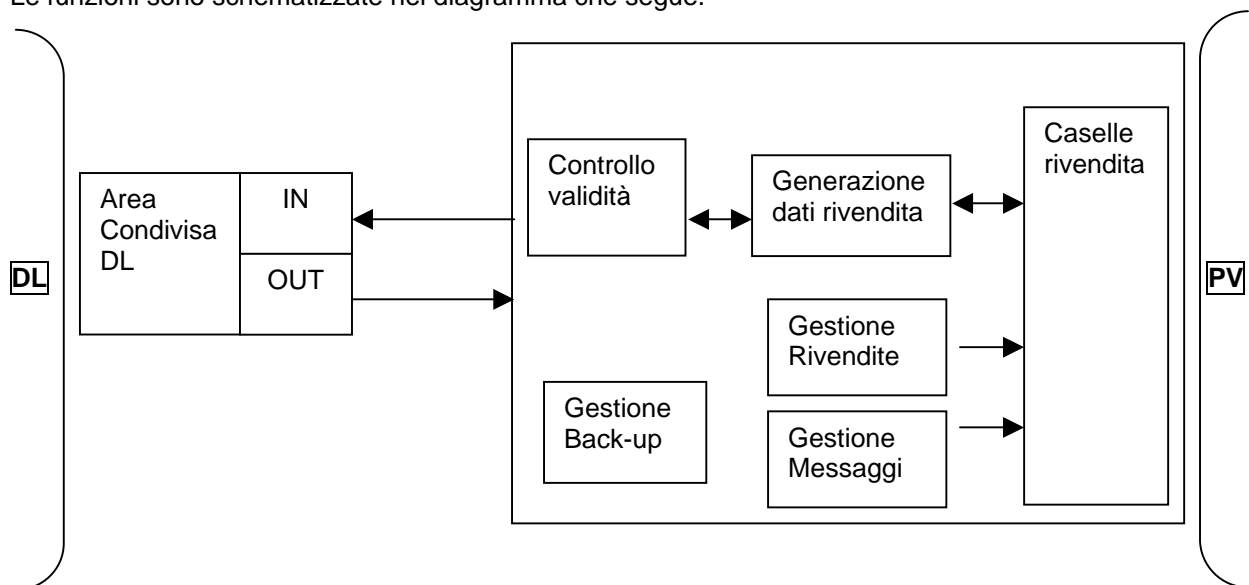 Le funzioni sono schematizzate nel diagramma che segue.
DL
Area
Condivisa
DL
IN
OUT
Controllo
validità
Generazione
dati rivendita
Caselle
rivendita
Gestione
Rivendite
Gestione
Back-up
Gestione
Messaggi
PV